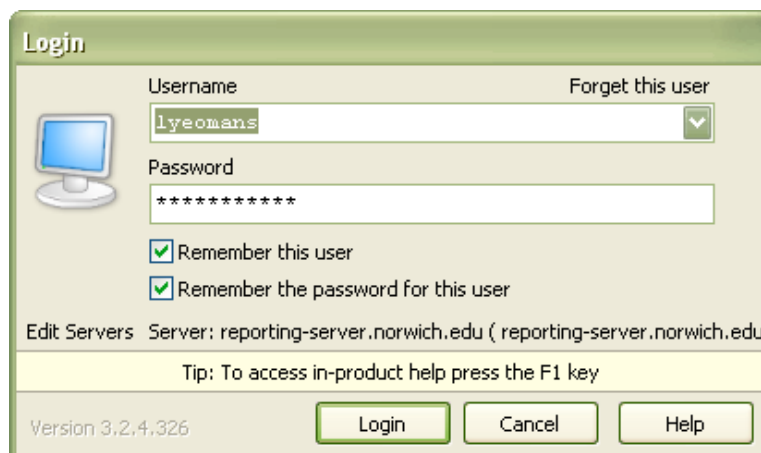 Login
Username Forget this user
lyeomans
Password
***********
Remember this user
Remember the password for this user
Edit Servers Server: reporting-server.norwich.edu ( reporting-server.norwich.edu
Tip: To access in-product help press the F1 key
Version 3.2.4.326 Login Cancel Help